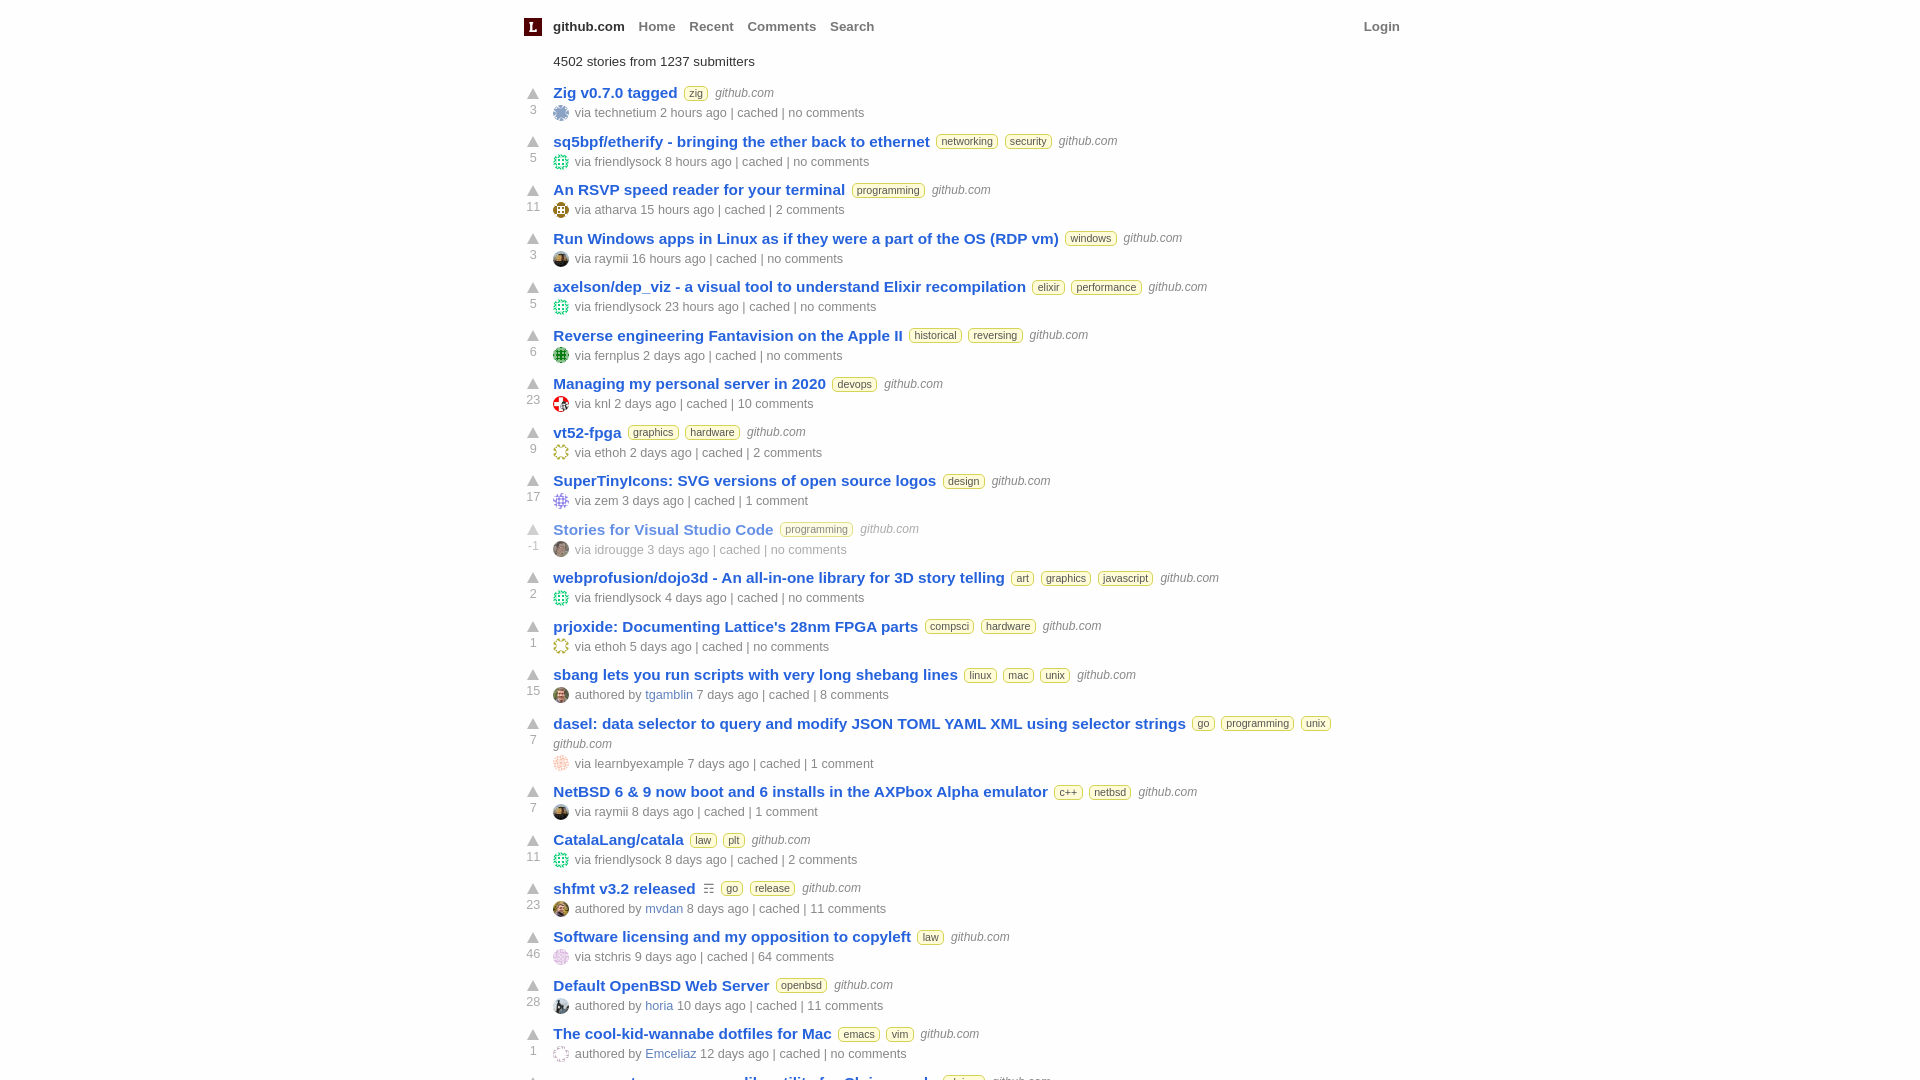 L github.com Home Recent Comments Search Login
4502 stories from 1237 submitters
Zig v0.7.0 tagged zig github.com
3 via technetium 2 hours ago | cached | no comments
sq5bpf/etherify - bringing the ether back to ethernet networking security github.com
5 via friendlysock 8 hours ago | cached | no comments
An RSVP speed reader for your terminal programming github.com
11 via atharva 15 hours ago | cached | 2 comments
Run Windows apps in Linux as if they were a part of the OS (RDP vm) windows github.com
3 via raymii 16 hours ago | cached | no comments
axelson/dep_viz - a visual tool to understand Elixir recompilation elixir performance github.com
5 via friendlysock 23 hours ago | cached | no comments
Reverse engineering Fantavision on the Apple II historical reversing github.com
6 via fernplus 2 days ago | cached | no comments
Managing my personal server in 2020 devops github.com
23 via knl 2 days ago | cached | 10 comments
vt52-fpga graphics hardware github.com
9 via ethoh 2 days ago | cached | 2 comments
SuperTinyIcons: SVG versions of open source logos design github.com
17 via zem 3 days ago | cached | 1 comment
Stories for Visual Studio Code programming github.com
-1 via idrougge 3 days ago | cached | no comments
webprofusion/dojo3d - An all-in-one library for 3D story telling art graphics javascript github.com
2 via friendlysock 4 days ago | cached | no comments
prjoxide: Documenting Lattice's 28nm FPGA parts compsci hardware github.com
1 via ethoh 5 days ago | cached | no comments
sbang lets you run scripts with very long shebang lines linux mac unix github.com
15 authored by tgamblin 7 days ago | cached | 8 comments
dasel: data selector to query and modify JSON TOML YAML XML using selector strings go programming unix
7 github.com
via learnbyexample 7 days ago | cached | 1 comment
NetBSD 6 & 9 now boot and 6 installs in the AXPbox Alpha emulator c++ netbsd github.com
7 via raymii 8 days ago | cached | 1 comment
CatalaLang/catala law plt github.com
11 via friendlysock 8 days ago | cached | 2 comments
shfmt v3.2 released ☶ go release github.com
23 authored by mvdan 8 days ago | cached | 11 comments
Software licensing and my opposition to copyleft law github.com
46 via stchris 9 days ago | cached | 64 comments
Default OpenBSD Web Server openbsd github.com
28 authored by horia 10 days ago | cached | 11 comments
The cool-kid-wannabe dotfiles for Mac emacs vim github.com
1 authored by Emceliaz 12 days ago | cached | no comments